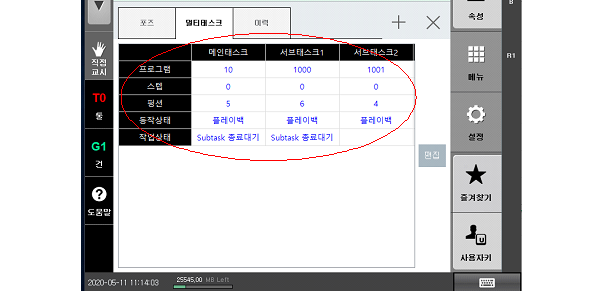 포즈 멀티태스크 이력
속성
B
직접
교시
메인태스크 서브태스크1 서브태스크2
R1
프로그램 10 1000 1001
메뉴
스텝 0 0 0
T0
툴
펑션 5 6 4
동작상태 플레이백 플레이백 플레이백
작업상태 Subtask 종료대기 Subtask 종료대기
설정
G1
건
편집
도움말
즐겨찾기
U
사용자키
2020-05-11 11:14:03 25545.00 MB Left